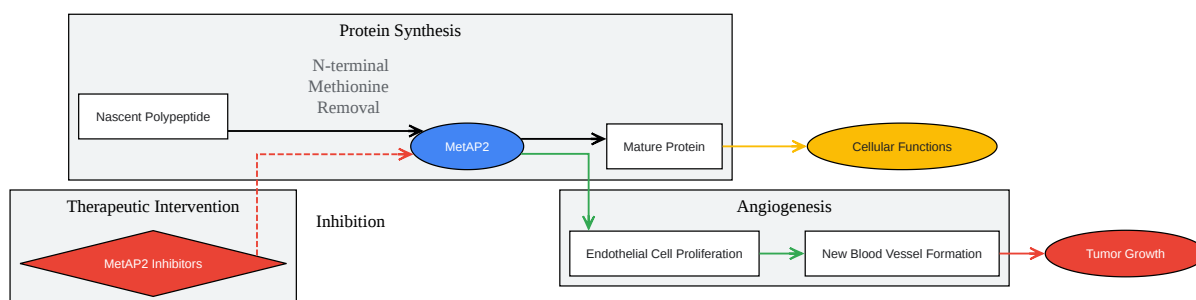 Protein Synthesis
N-terminal
Methionine
Removal
Nascent Polypeptide
MetAP2
Mature Protein
Cellular Functions
Therapeutic Intervention
Inhibition
MetAP2 Inhibitors
Angiogenesis
Endothelial Cell Proliferation
New Blood Vessel Formation
Tumor Growth